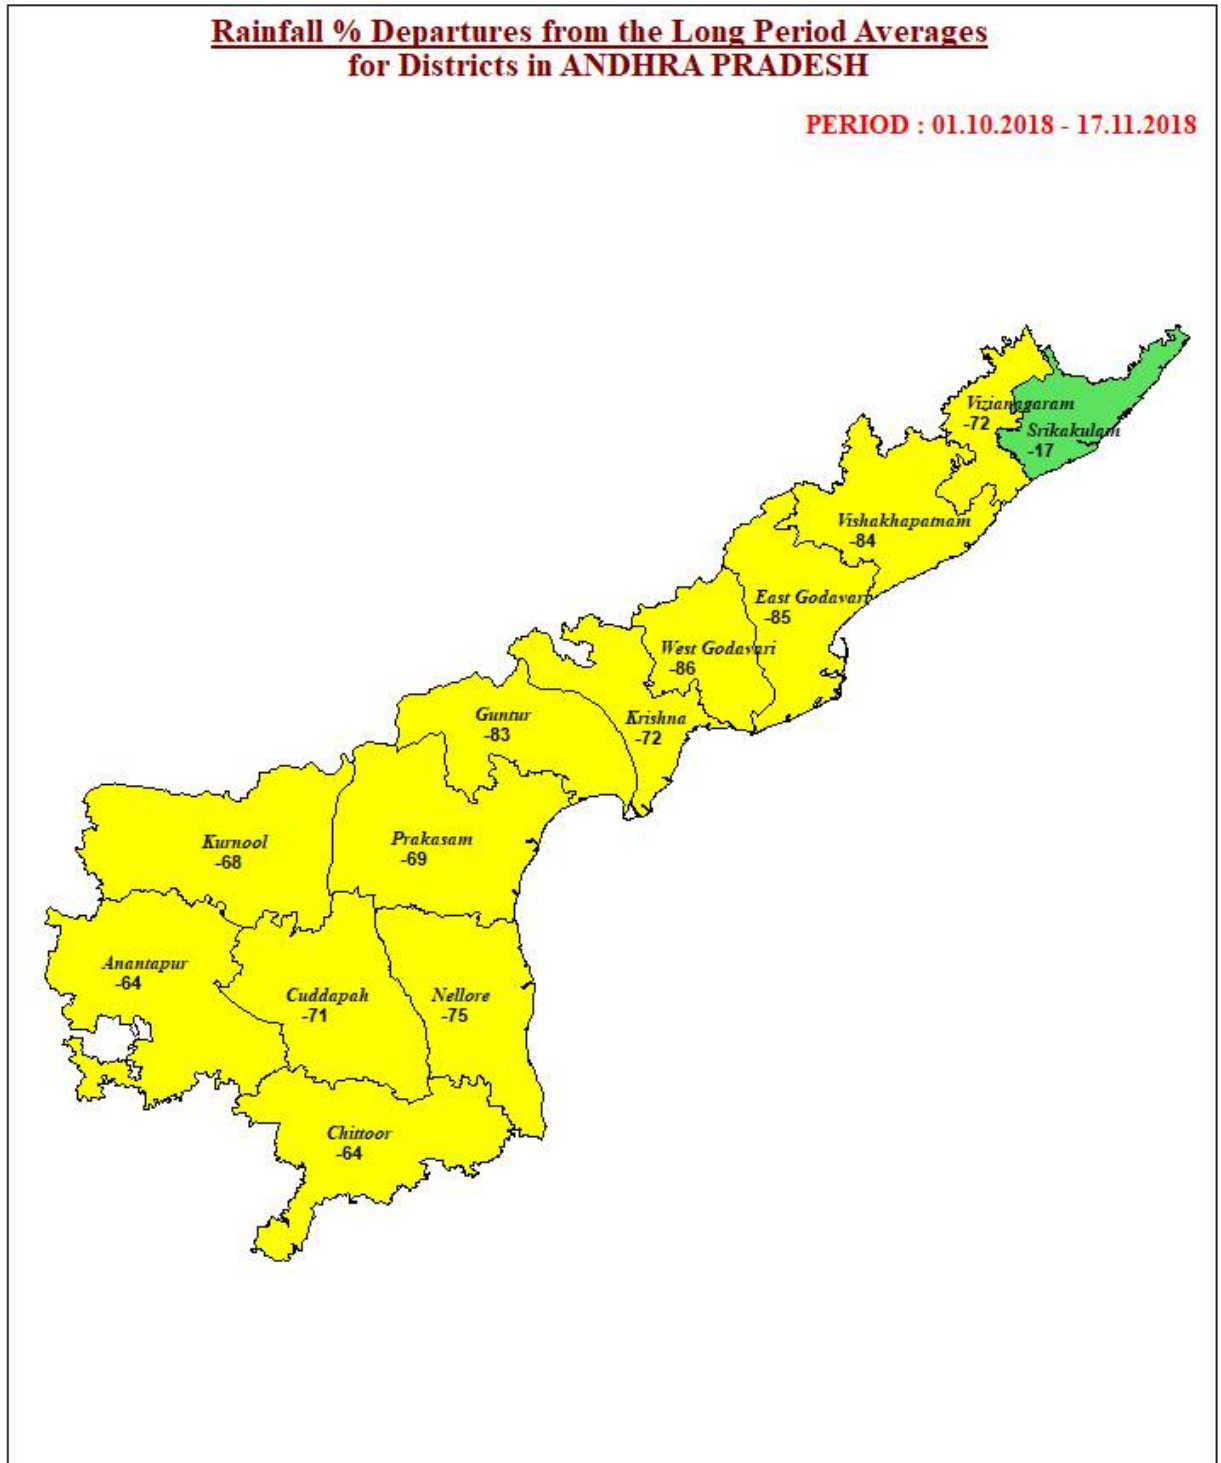 Rainfall % Departures from the Long Period Averages
for Districts in ANDHRA PRADESH
PERIOD : 01.10.2018 - 17.11.2018
Vizianagaram
-72
Srikakulam
-17
Vishakhapatnam
-84
East Godavari
-85
West Godavari
-86
Guntur
-83
Krishna
-72
Kurnool
-68
Prakasam
-69
Anantapur
-64
Cuddapah
-71
Nellore
-75
Chittoor
-64